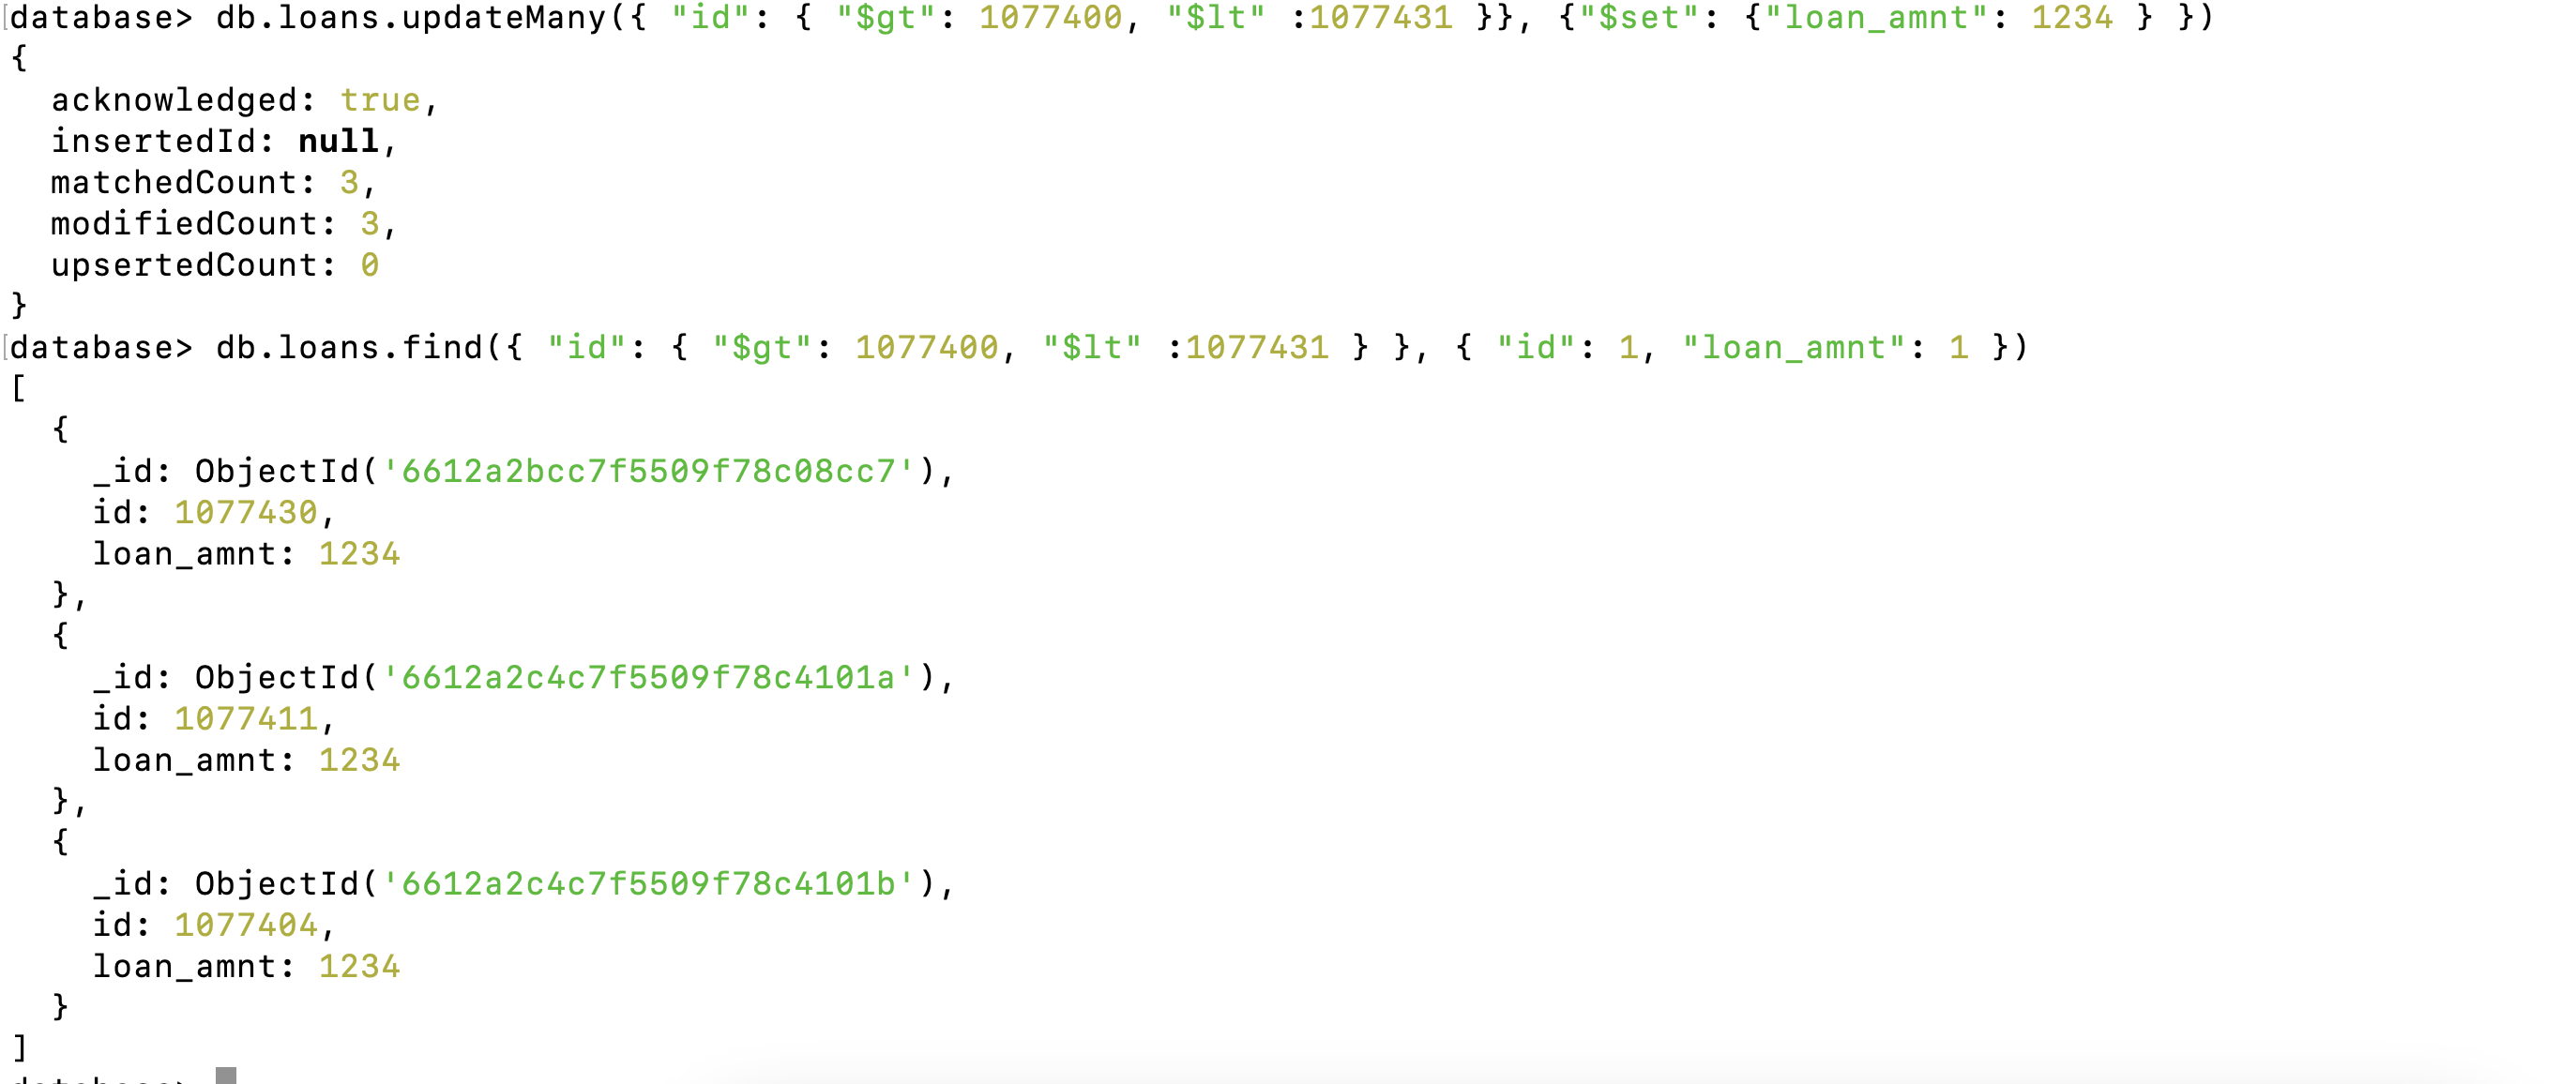 [database> db.loans.updateMany({ "id": { "$gt": 1077400, "$lt" :1077431 }}, {"$set": {"loan_amnt": 1234 } })
{
  acknowledged: true,
  insertedId: null,
  matchedCount: 3,
  modifiedCount: 3,
  upsertedCount: 0
}
[database> db.loans.find({ "id": { "$gt": 1077400, "$lt" :1077431 } }, { "id": 1, "loan_amnt": 1 })
[
  {
    _id: ObjectId('6612a2bcc7f5509f78c08cc7'),
    id: 1077430,
    loan_amnt: 1234
  },
  {
    _id: ObjectId('6612a2c4c7f5509f78c4101a'),
    id: 1077411,
    loan_amnt: 1234
  },
  {
    _id: ObjectId('6612a2c4c7f5509f78c4101b'),
    id: 1077404,
    loan_amnt: 1234
  }
]
database>